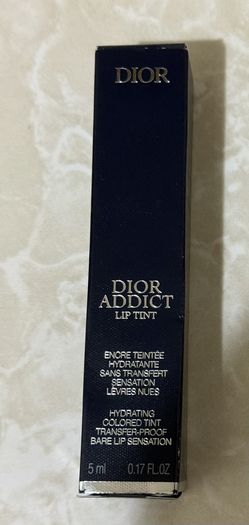 DIOR
DIOR
ADDICT
LIP TINT
ENCRE TEINTÉE
HYDRATANTE
SANS TRANSFERT
SENSATION
LÈVRES NUES
HYDRATING
COLORED TINT
TRANSFER-PROOF
BARE LIP SENSATION
5 ml 0.17 FL.OZ